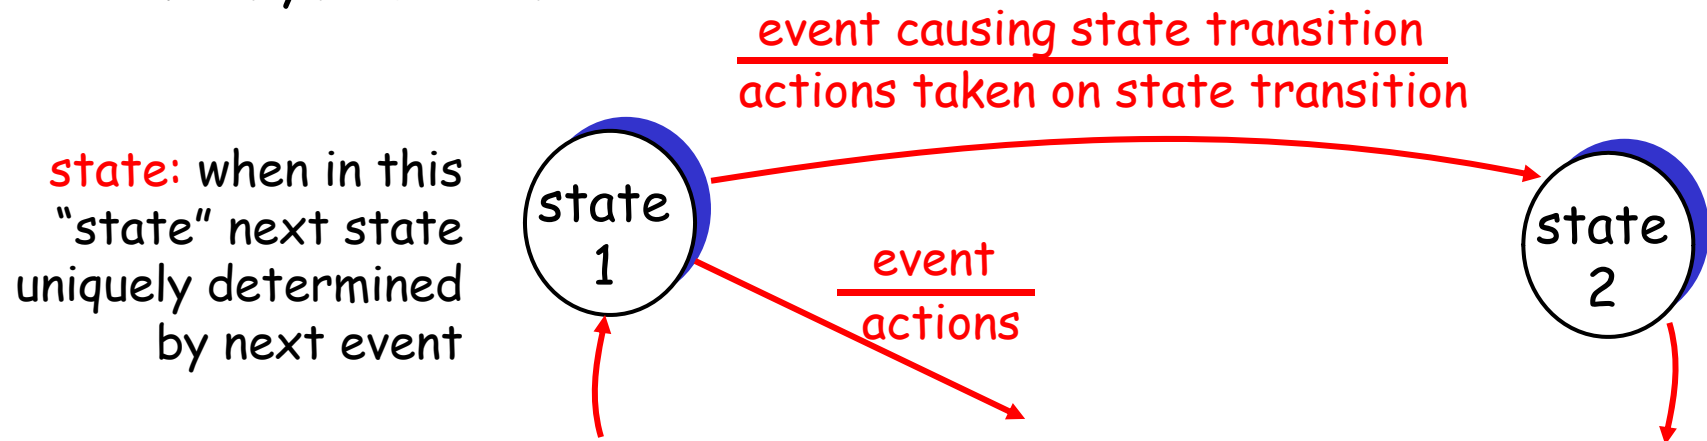 event causing state transition
actions taken on state transition
state: when in this
“state” next state
uniquely determined
by next event
state
1
event
actions
state
2